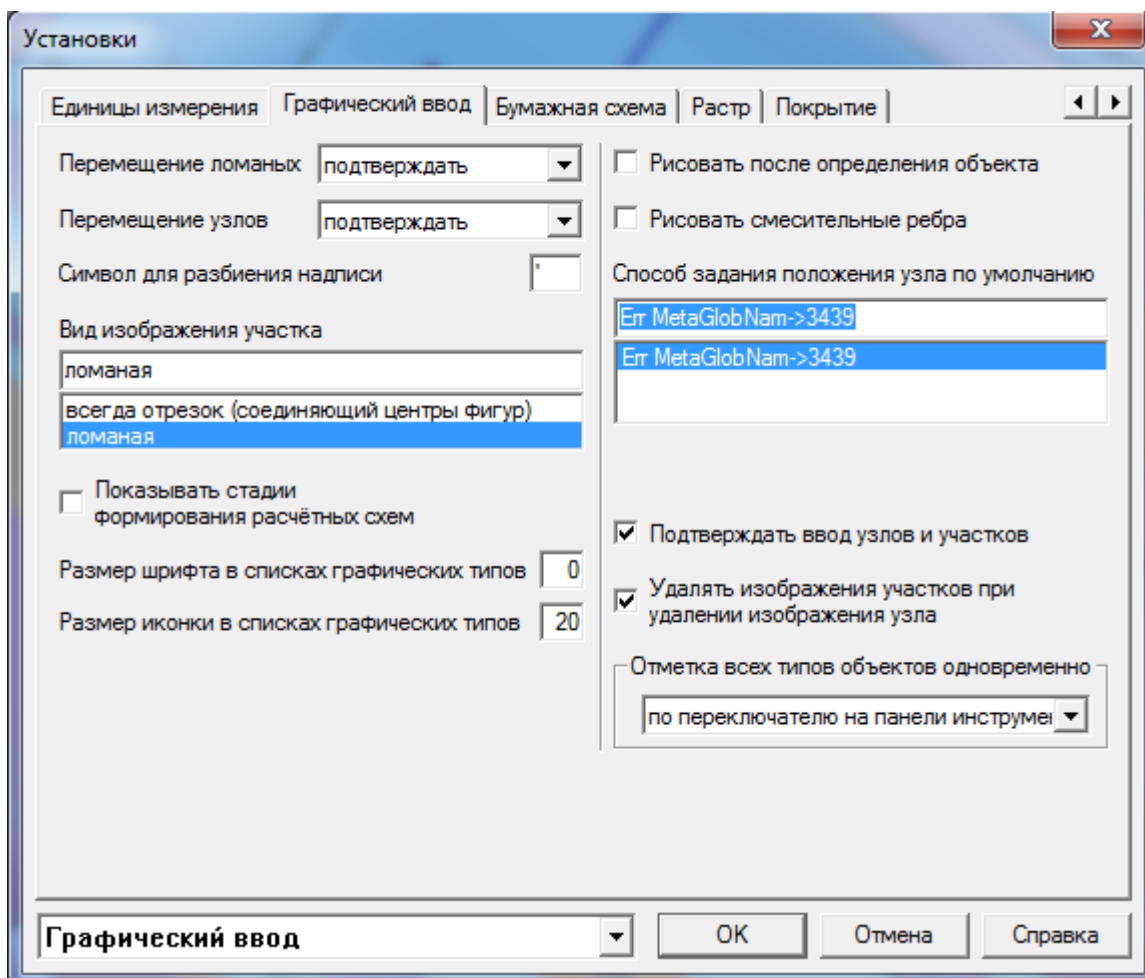 Установки
Единицы измерения
Графический ввод
Бумажная схема
Растр
Покрытие
Перемещение ломаных
подтверждать
Перемещение узлов
подтверждать
Символ для разбиения надписи
'
Вид изображения участка
ломаная
всегда отрезок (соединяющий центры фигур)
ломаная
Показывать стадии
формирования расчётных схем
Размер шрифта в списках графических типов
0
Размер иконки в списках графических типов
20
Рисовать после определения объекта
Рисовать смесительные ребра
Способ задания положения узла по умолчанию
Err MetaGlobNam->3439
Err MetaGlobNam->3439
Подтверждать ввод узлов и участков
Удалять изображения участков при
удалении изображения узла
Отметка всех типов объектов одновременно
по переключателю на панели инструмен
Графический ввод
OK
Отмена
Справка